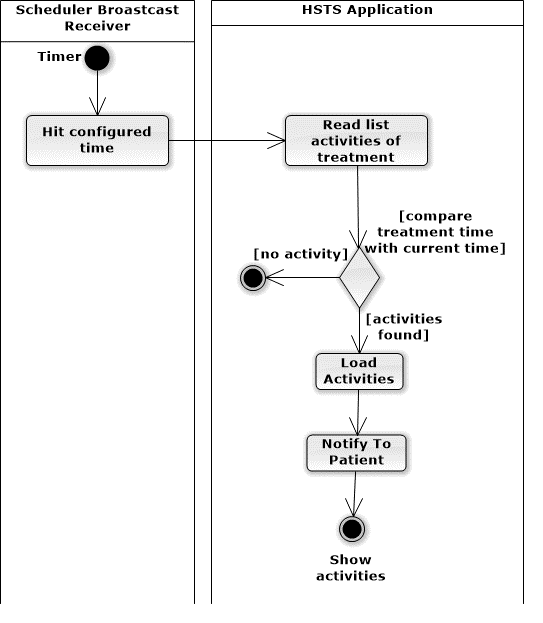 Scheduler Broastcast
Receiver
HSTS Application
Timer
Hit configured
time
Read list
activities of
treatment
[compare
treatment time
with current time]
[no activity]
[activities
found]
Load
Activities
Notify To
Patient
Show
activities